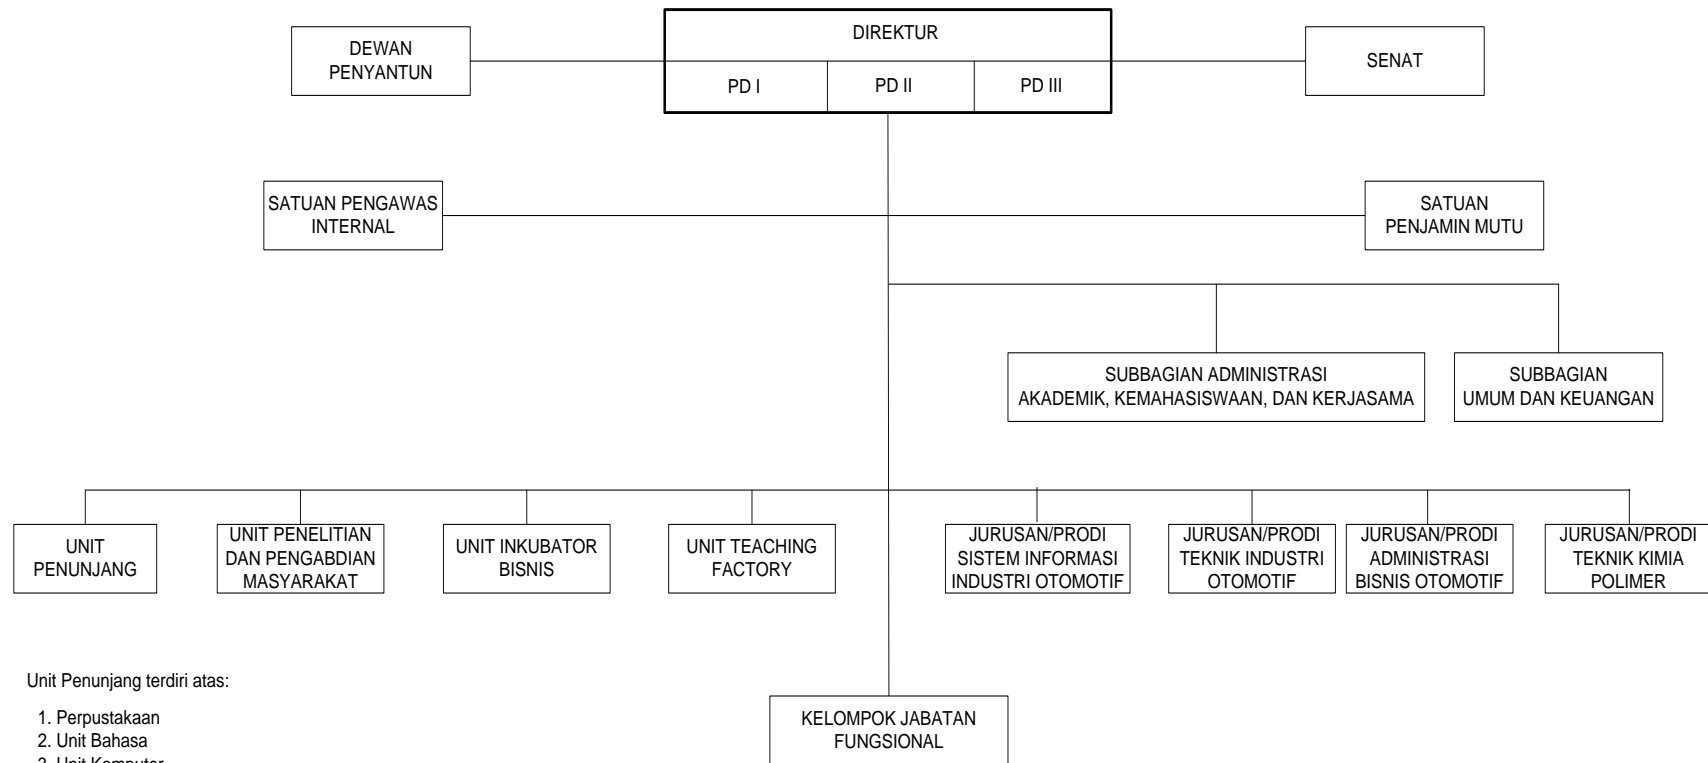 DIREKTUR
DEWAN
PENYANTUN
SENAT
PD I
PD II
PD III
SATUAN PENGAWAS
INTERNAL
SATUAN
PENJAMIN MUTU
SUBBAGIAN ADMINISTRASI
AKADEMIK, KEMAHASISWAAN, DAN KERJASAMA
SUBBAGIAN
UMUM DAN KEUANGAN
UNIT
PENUNJANG
UNIT PENELITIAN
DAN PENGABDIAN
MASYARAKAT
UNIT INKUBATOR
BISNIS
UNIT TEACHING
FACTORY
JURUSAN/PRODI
SISTEM INFORMASI
INDUSTRI OTOMOTIF
JURUSAN/PRODI
TEKNIK INDUSTRI
OTOMOTIF
JURUSAN/PRODI
ADMINISTRASI
BISNIS OTOMOTIF
JURUSAN/PRODI
TEKNIK KIMIA
POLIMER
Unit Penunjang terdiri atas:
1. Perpustakaan
2. Unit Bahasa
3. Unit Komputer
KELOMPOK JABATAN
FUNGSIONAL